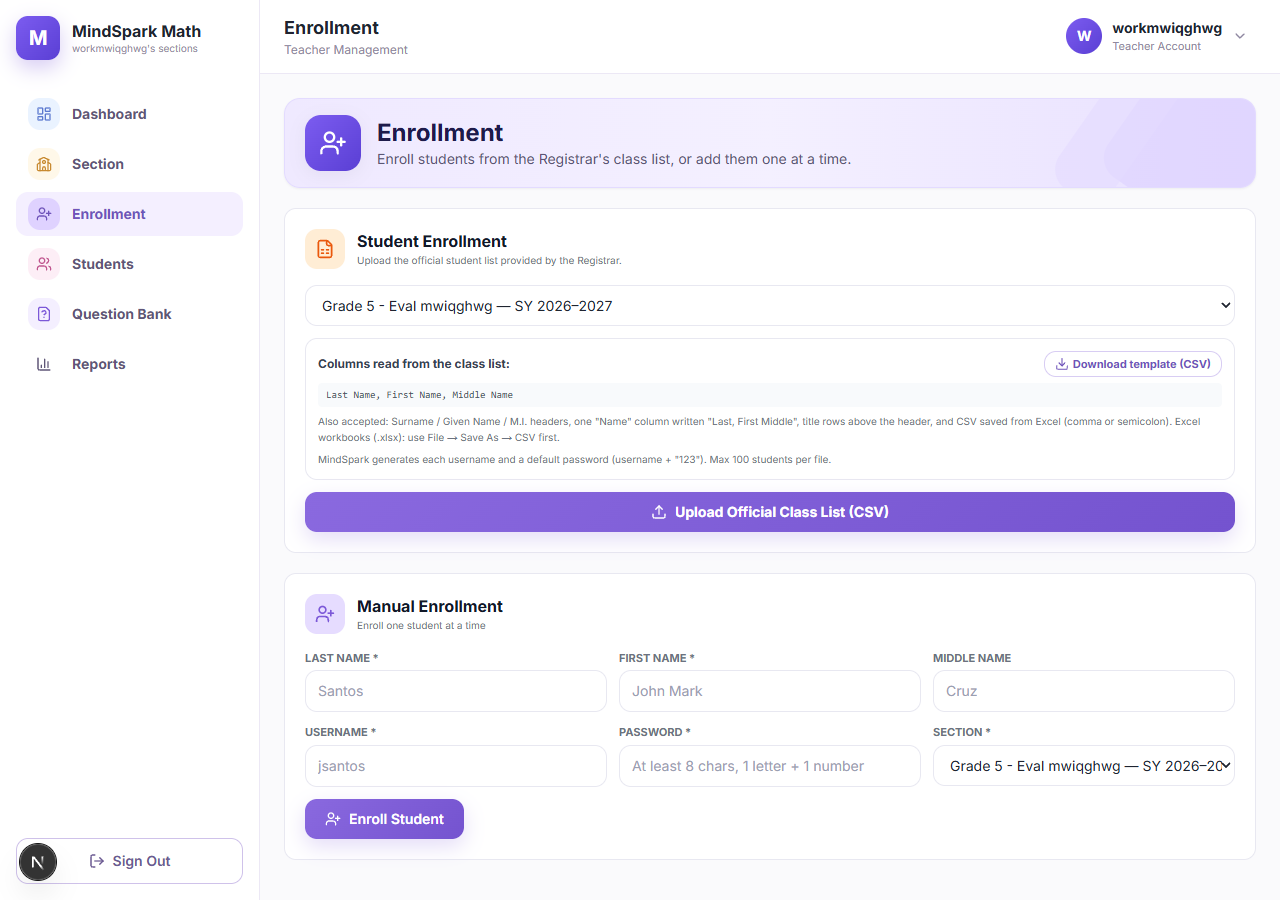 M
MindSpark Math
workmwiqghwg's sections
Dashboard
Section
Enrollment
Students
Question Bank
Reports
N
Sign Out
Enrollment
Teacher Management
W
workmwiqghwg
Teacher Account
Enrollment
Enroll students from the Registrar's class list, or add them one at a time.
Student Enrollment
Upload the official student list provided by the Registrar.
Grade 5 - Eval mwiqghwg — SY 2026–2027
Columns read from the class list:
Download template (CSV)
Last Name, First Name, Middle Name
Also accepted: Surname / Given Name / M.I. headers, one "Name" column written "Last, First Middle", title rows above the header, and CSV saved from Excel (comma or semicolon). Excel
workbooks (.xlsx): use File → Save As → CSV first.
MindSpark generates each username and a default password (username + "123"). Max 100 students per file.
Upload Official Class List (CSV)
Manual Enrollment
Enroll one student at a time
LAST NAME *
FIRST NAME *
MIDDLE NAME
Santos
John Mark
Cruz
USERNAME *
PASSWORD *
SECTION *
jsantos
At least 8 chars, 1 letter + 1 number
Grade 5 - Eval mwiqghwg — SY 2026–20
Enroll Student